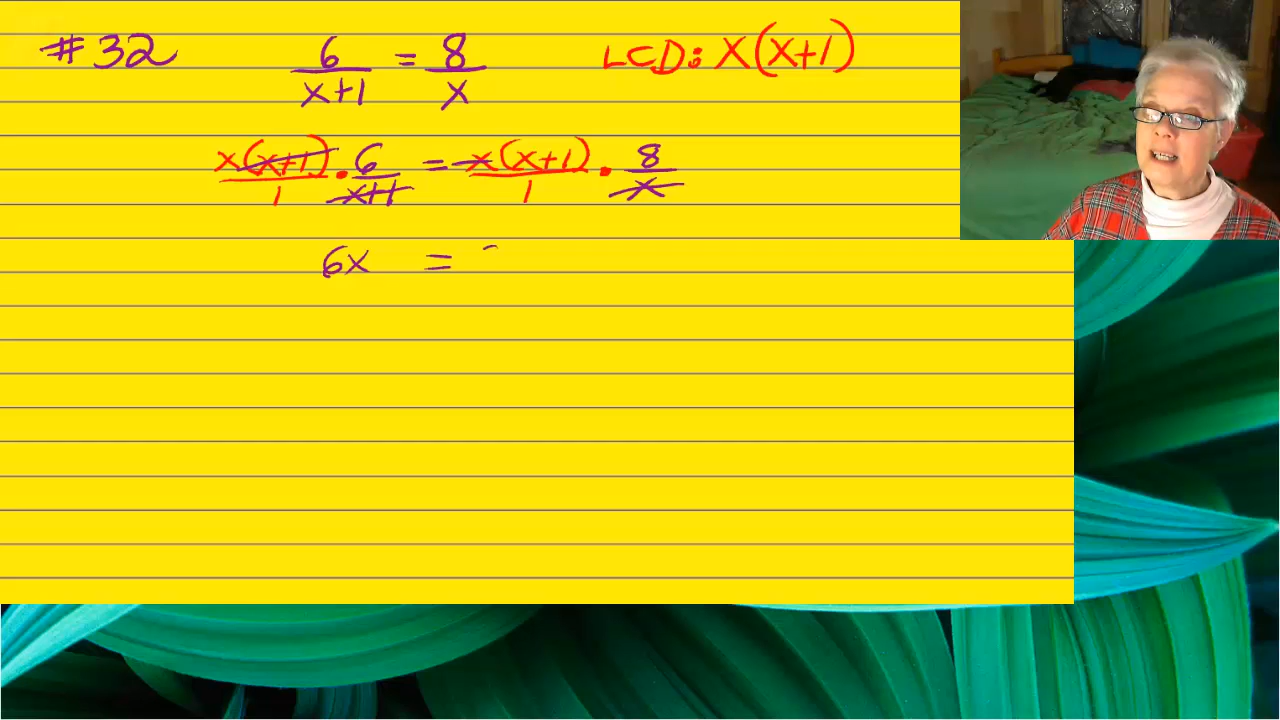 #32 6/(x+1) = 8/x LCD: x(x+1)
x(x+1)/1 · 6/(x+1) = x(x+1)/1 · 8/x
6x =